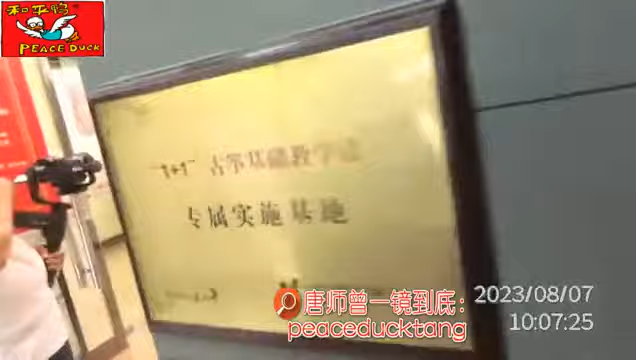 和平鸭
PEACE DUCK
"1+1" 古筝基础教学法
专属实施基地
唐师曾一镜到底:
peaceducktang
2023/08/07
10:07:25